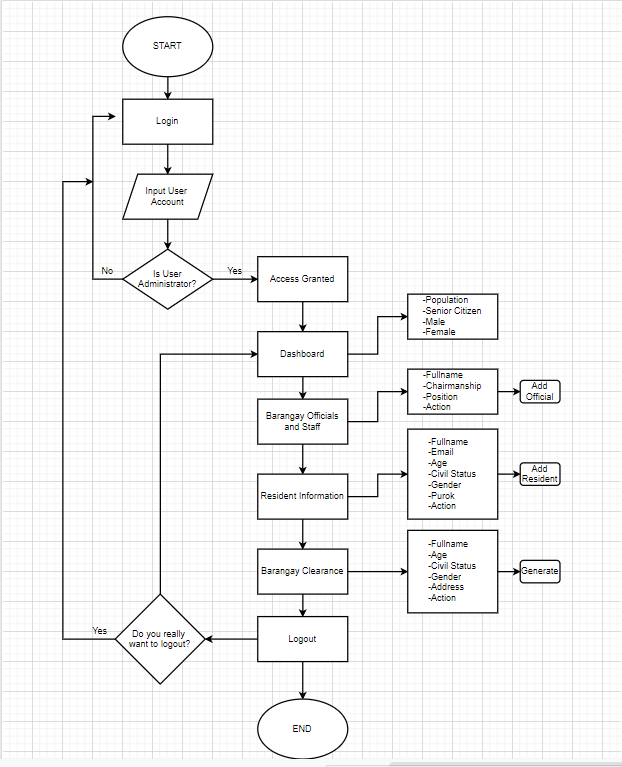 START
Login
Input User
Account
Is User
Administrator?
No
Yes
Access Granted
Dashboard
-Population
-Senior Citizen
-Male
-Female
Barangay Officials
and Staff
-Fullname
-Chairmanship
-Position
-Action
Add
Official
Resident Information
-Fullname
-Email
-Age
-Civil Status
-Gender
-Purok
-Action
Add
Resident
Barangay Clearance
-Fullname
-Age
-Civil Status
-Gender
-Address
-Action
Generate
Logout
Do you really
want to logout?
Yes
END